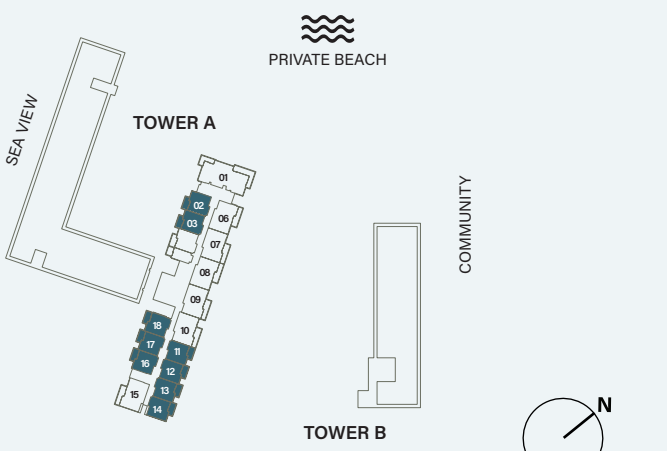 PRIVATE BEACH
SEA VIEW
TOWER A
01
02
06
03
07
08
09
10
18
17
11
16
12
15
13
14
COMMUNITY
TOWER B
N